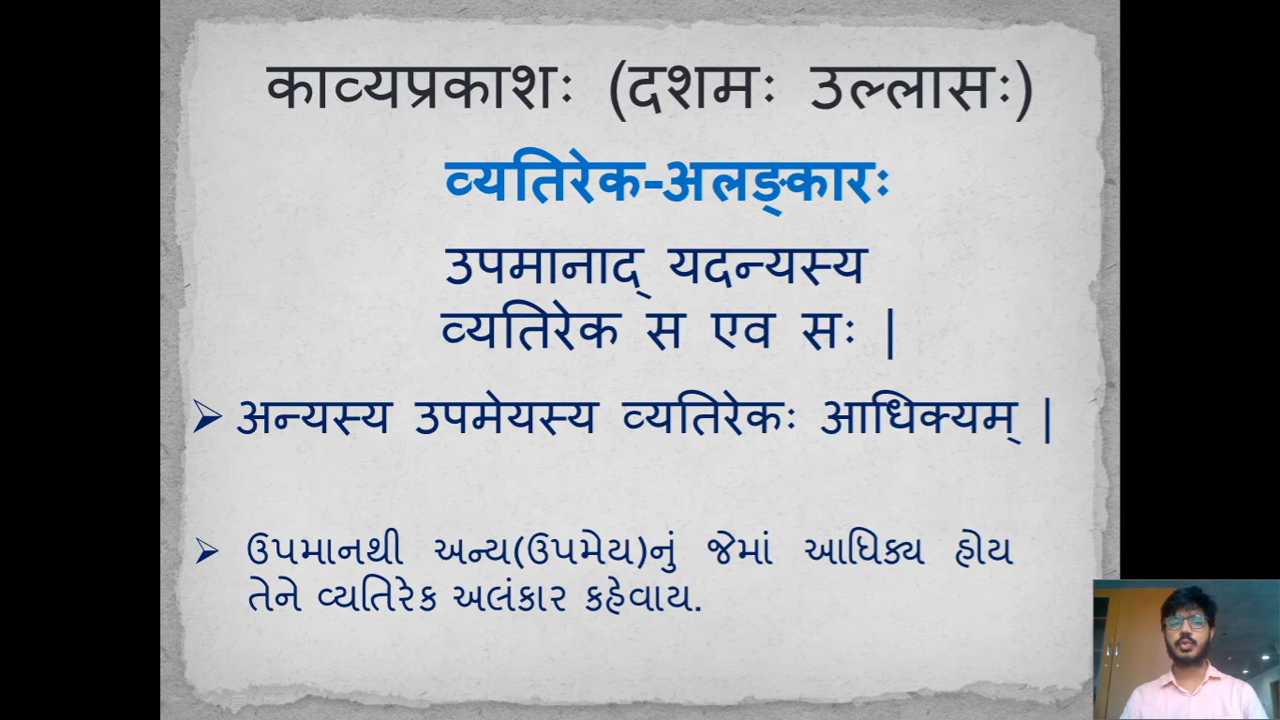 काव्यप्रकाशः (दशमः उल्लासः)
व्यतिरेक-अलङ्कारः
उपमानाद् यदन्यस्य
व्यतिरेक स एव सः |
अन्यस्य उपमेयस्य व्यतिरेकः आधिक्यम् |
ઉપમાનથી અન્ય(ઉપમેય)નું જેમાં આધિક્ય હોય
તેને વ્યતિરેક અલંકાર કહેવાય.